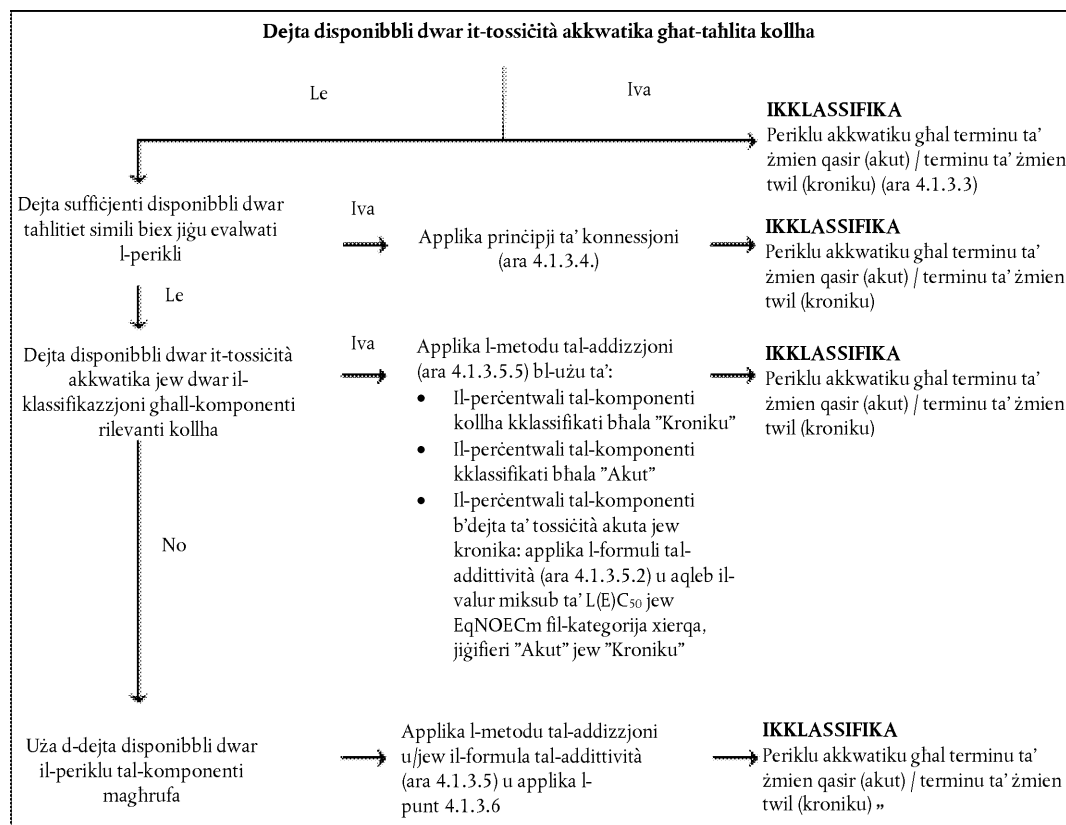 Dejta disponibbli dwar it-tossiċità akkwatika għat-taħlita kollha
Le
Iva
IKKLASSIFIKA
Periklu akkwatiku għal terminu ta’
żmien qasir (akut) / terminu ta’ żmien
twil (kroniku) (ara 4.1.3.3)
Dejta suffiċjenti disponibbli dwar
taħlitiet simili biex jiġu evalwati
l-perikli
Iva
Applika prinċipji ta’ konnessjoni
(ara 4.1.3.4.)
IKKLASSIFIKA
Periklu akkwatiku għal terminu ta’
żmien qasir (akut) / terminu ta’ żmien
twil (kroniku)
Le
Dejta disponibbli dwar it-tossiċità
akkwatika jew dwar il-
klassifikazzjoni għall-komponenti
rilevanti kollha
Iva
Applika l-metodu tal-addizzjoni
(ara 4.1.3.5.5) bl-użu ta’:
• Il-perċentwali tal-komponenti
kollha kklassifikati bħala ”Kroniku”
• Il-perċentwali tal-komponenti
kklassifikati bħala ”Akut”
• Il-perċentwali tal-komponenti
b’dejta ta’ tossiċità akuta jew
kronika: applika l-formuli tal-
addittività (ara 4.1.3.5.2) u aqleb il-
valur miksub ta’ L(E)C₅₀ jew
EqNOECm fil-kategorija xierqa,
jiġifieri ”Akut” jew ”Kroniku”
IKKLASSIFIKA
Periklu akkwatiku għal terminu ta’
żmien qasir (akut) / terminu ta’ żmien
twil (kroniku)
No
Uża d-dejta disponibbli dwar
il-periklu tal-komponenti
magħrufa
Applika l-metodu tal-addizzjoni
u/jew il-formula tal-addittività
(ara 4.1.3.5) u applika l-
punt 4.1.3.6
IKKLASSIFIKA
Periklu akkwatiku għal terminu ta’
żmien qasir (akut) / terminu ta’ żmien
twil (kroniku) ”